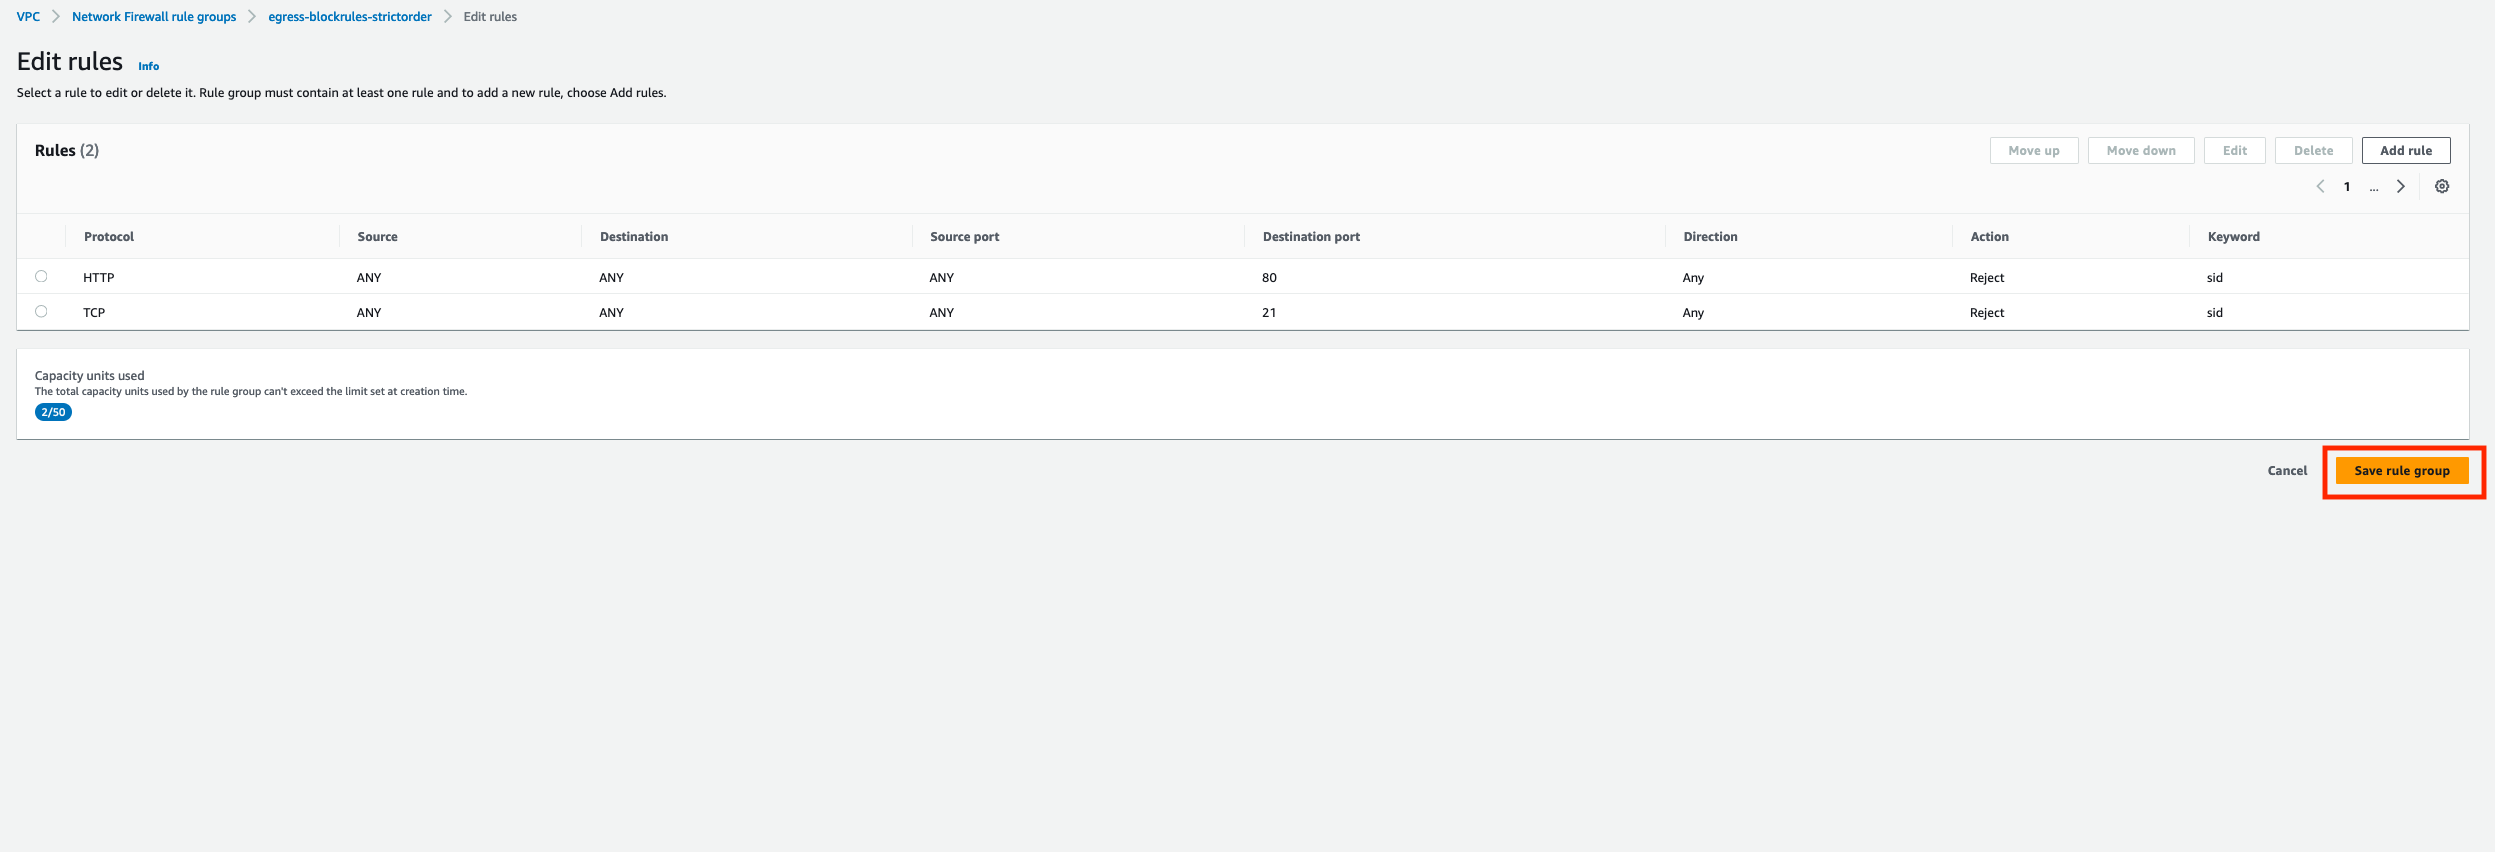 VPC Network Firewall rule groups egress-blockrules-strictorder Edit rules
Edit rules Info
Select a rule to edit or delete it. Rule group must contain at least one rule and to add a new rule, choose Add rules.
Rules (2) Move up Move down Edit Delete Add rule
1 ...
Protocol Source Destination Source port Destination port Direction Action Keyword
HTTP ANY ANY ANY 80 Any Reject sid
TCP ANY ANY ANY 21 Any Reject sid
Capacity units used
The total capacity units used by the rule group can't exceed the limit set at creation time.
2/50
Cancel Save rule group